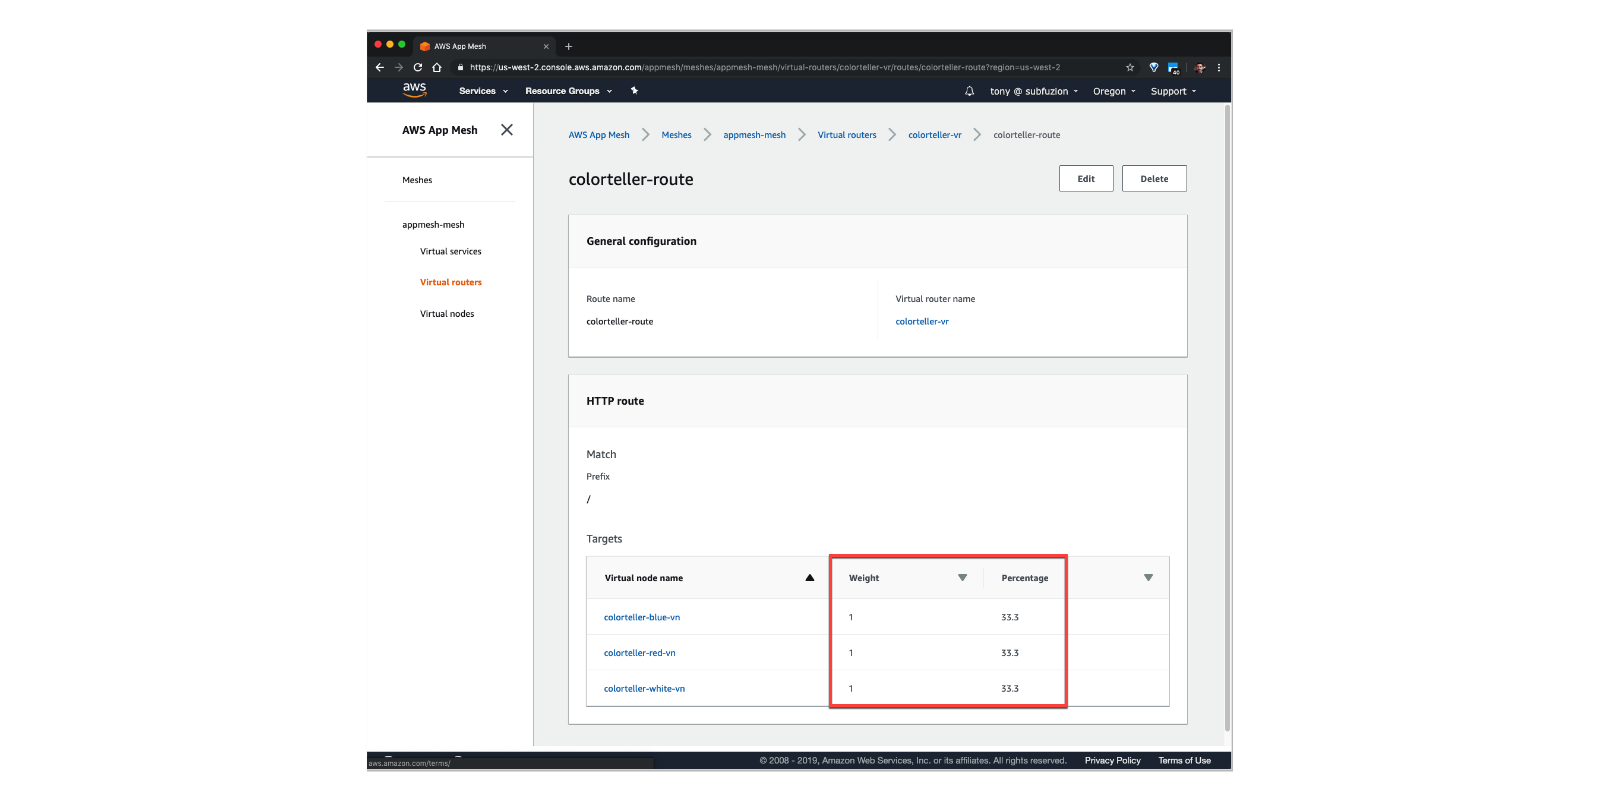 AWS App Mesh
https://us-west-2.console.aws.amazon.com/appmesh/meshes/appmesh-mesh/virtual-routers/colorteller-vr/routes/colorteller-route?region=us-west-2
40
aws Services Resource Groups tony @ subfuzion Oregon Support
AWS App Mesh
Meshes
appmesh-mesh
Virtual services
Virtual routers
Virtual nodes
AWS App Mesh Meshes appmesh-mesh Virtual routers colorteller-vr colorteller-route
colorteller-route Edit Delete
General configuration
Route name Virtual router name
colorteller-route colorteller-vr
HTTP route
Match
Prefix
/
Targets
Virtual node name Weight Percentage
colorteller-blue-vn 1 33.3
colorteller-red-vn 1 33.3
colorteller-white-vn 1 33.3
© 2008 - 2019, Amazon Web Services, Inc. or its affiliates. All rights reserved. Privacy Policy Terms of Use
aws.amazon.com/terms/